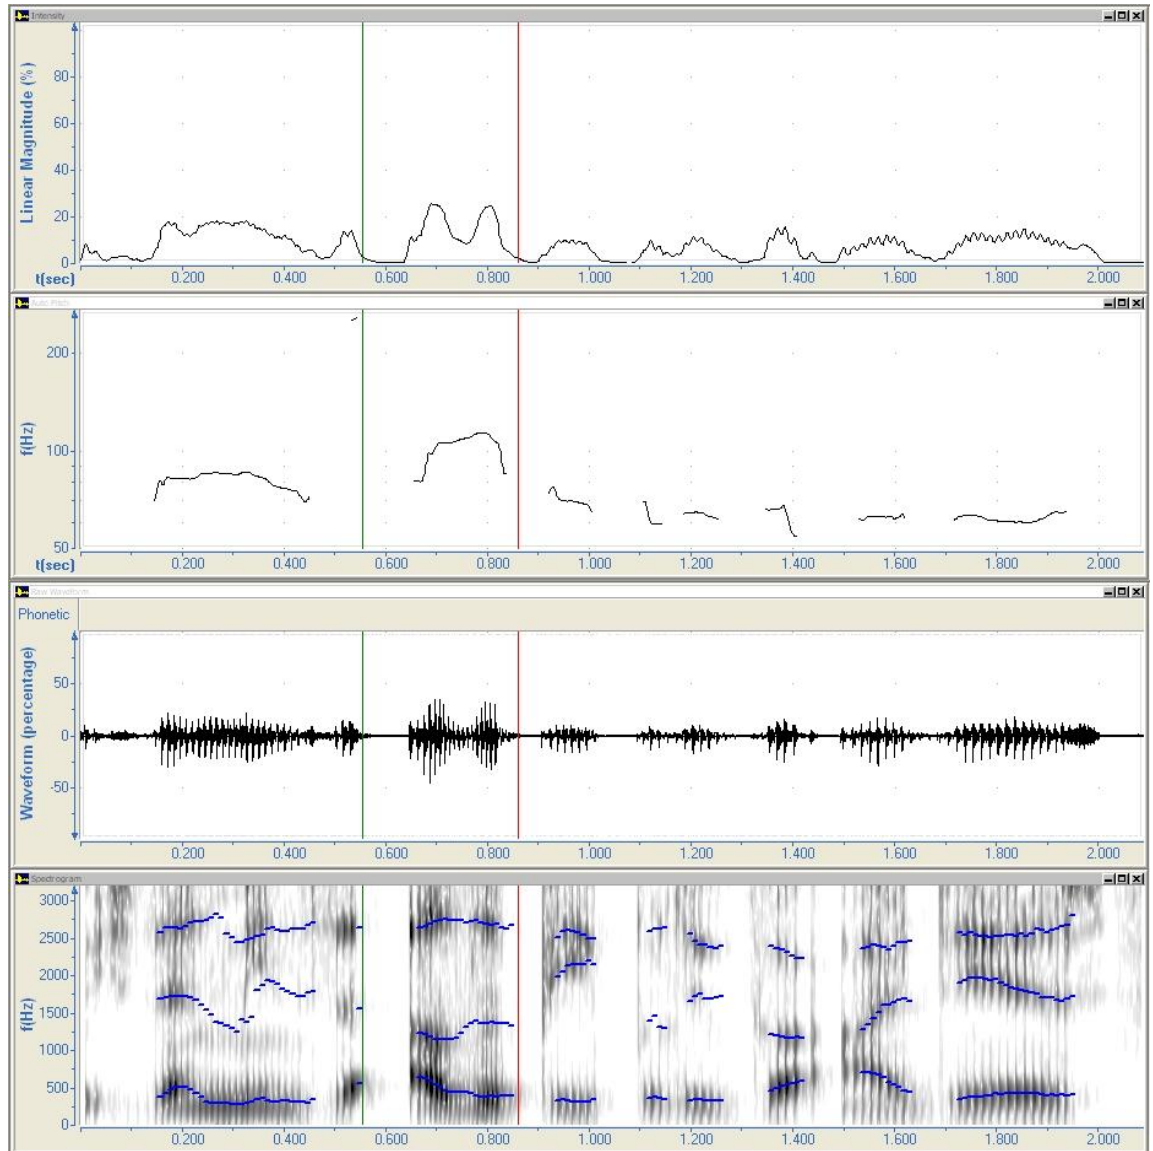 Intensity
Linear Magnitude (%)
80
60
40
20
0
t(sec) 0.200 0.400 0.600 0.800 1.000 1.200 1.400 1.600 1.800 2.000
Auto Pitch
f(Hz)
200
100
50
t(sec) 0.200 0.400 0.600 0.800 1.000 1.200 1.400 1.600 1.800 2.000
Raw Waveform
Phonetic
Waveform (percentage)
50
0
-50
0.200 0.400 0.600 0.800 1.000 1.200 1.400 1.600 1.800 2.000
Spectrogram
f(Hz)
3000
2500
2000
1500
1000
500
0
0.200 0.400 0.600 0.800 1.000 1.200 1.400 1.600 1.800 2.000